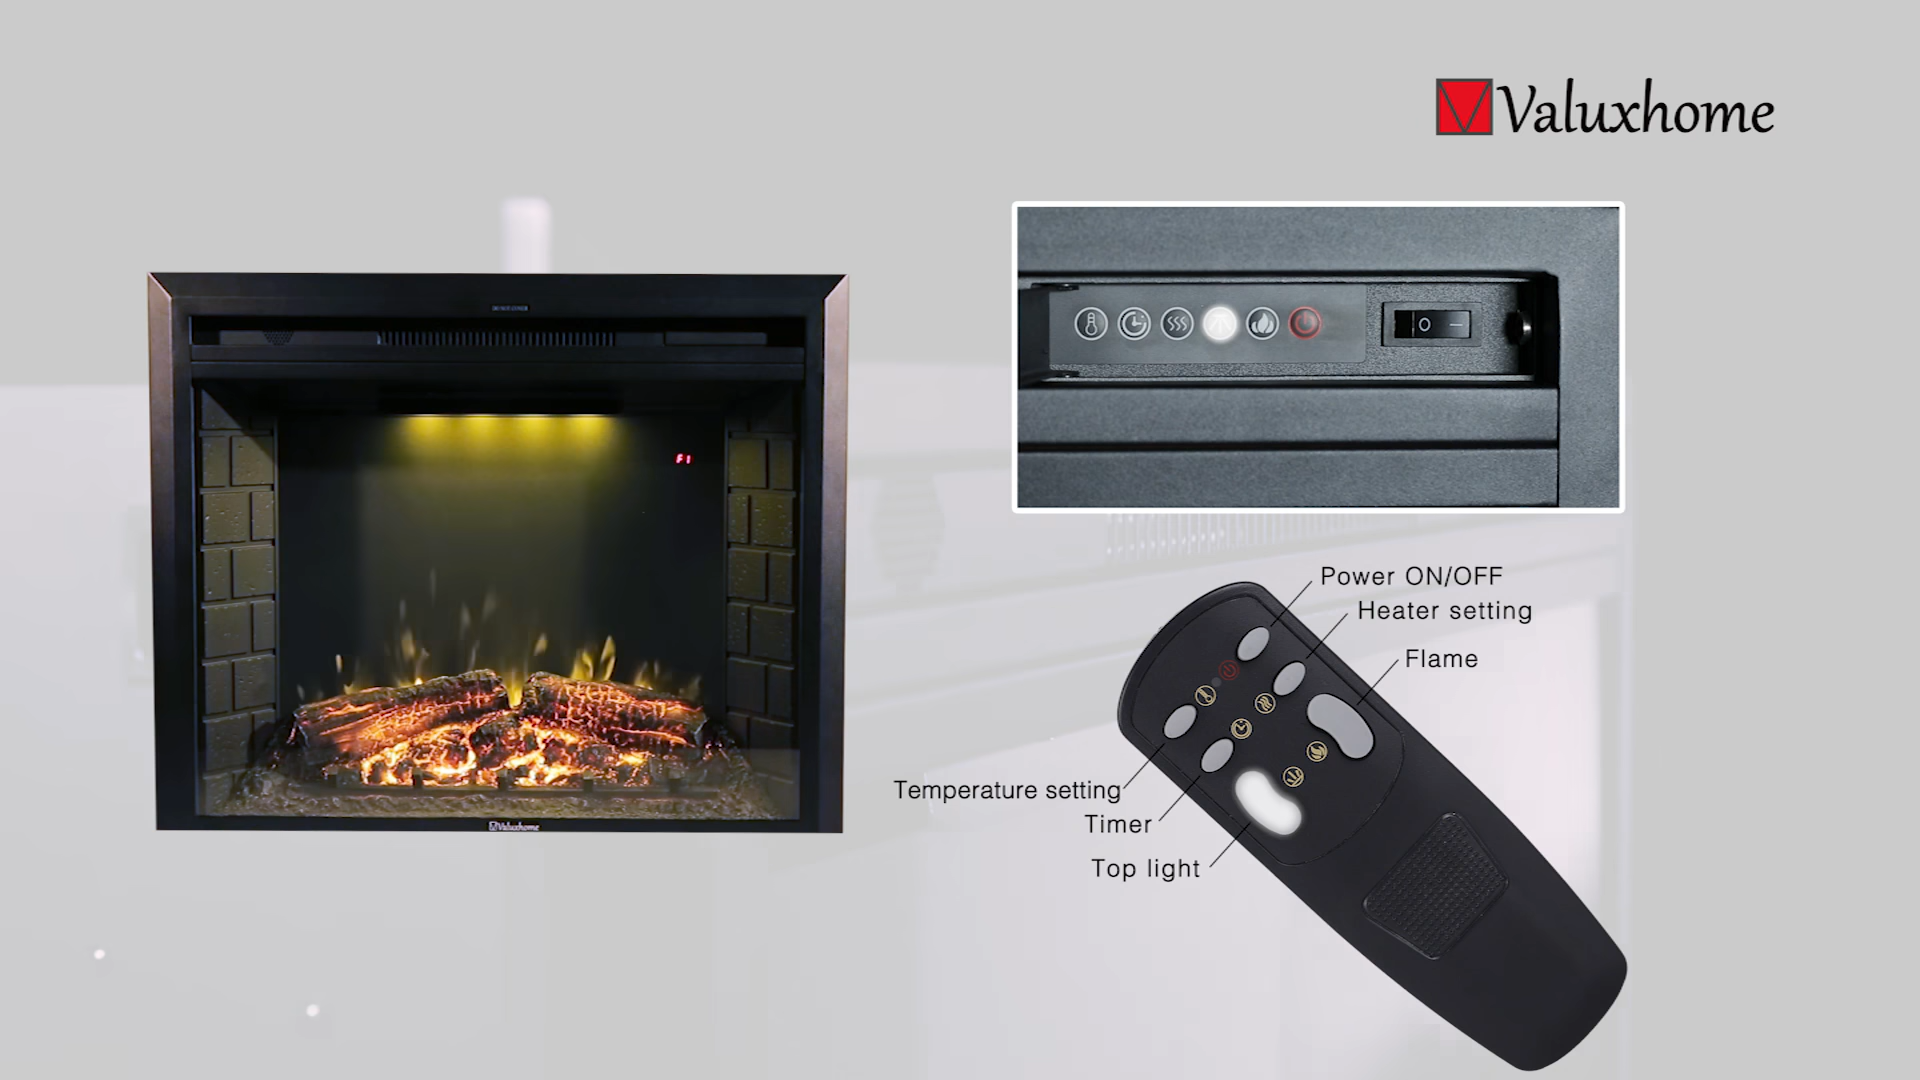 Valuxhome
F1
Power ON/OFF
Heater setting
Flame
Temperature setting
Timer
Top light
Valuxhome